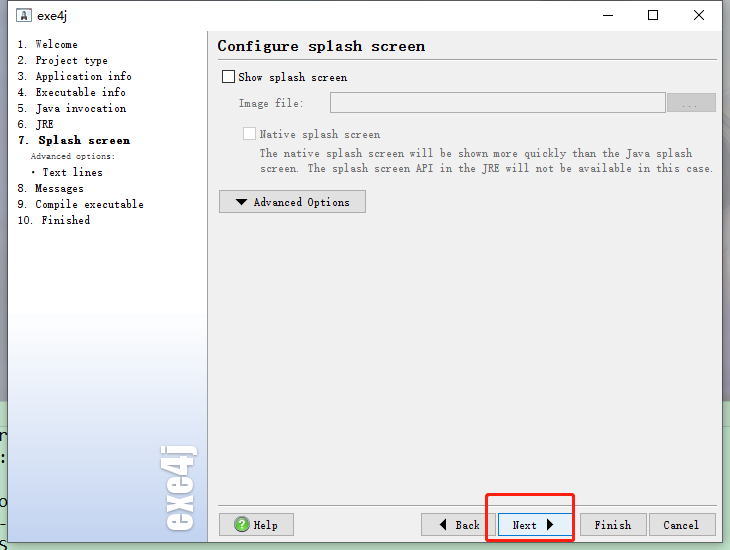 exe4j
1. Welcome
2. Project type
3. Application info
4. Executable info
5. Java invocation
6. JRE
7. Splash screen
Advanced options:
• Text lines
8. Messages
9. Compile executable
10. Finished
exe4j
Configure splash screen
Show splash screen
Image file:
...
Native splash screen
The native splash screen will be shown more quickly than the Java splash
screen. The splash screen API in the JRE will not be available in this case.
Advanced Options
? Help
Back
Next
Finish
Cancel